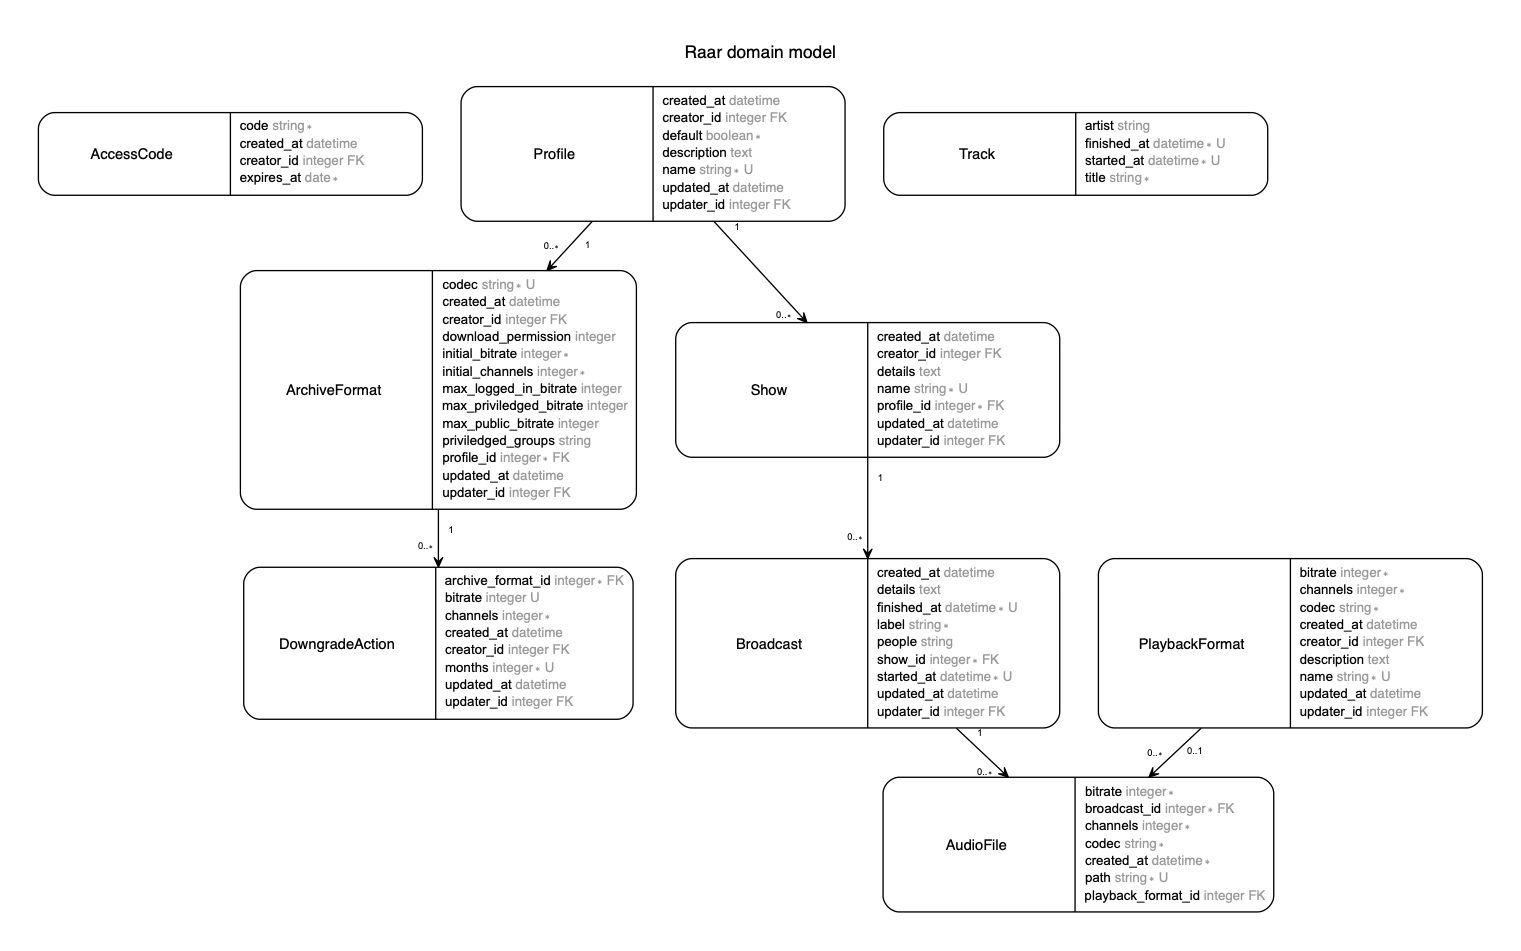 Raar domain model
AccessCode
code string∗
created_at datetime
creator_id integer FK
expires_at date∗
Profile
created_at datetime
creator_id integer FK
default boolean∗
description text
name string∗ U
updated_at datetime
updater_id integer FK
Track
artist string
finished_at datetime∗ U
started_at datetime∗ U
title string∗
0..∗
1
1
0..∗
ArchiveFormat
codec string∗ U
created_at datetime
creator_id integer FK
download_permission integer
initial_bitrate integer∗
initial_channels integer∗
max_logged_in_bitrate integer
max_priviledged_bitrate integer
max_public_bitrate integer
priviledged_groups string
profile_id integer∗ FK
updated_at datetime
updater_id integer FK
Show
created_at datetime
creator_id integer FK
details text
name string∗ U
profile_id integer∗ FK
updated_at datetime
updater_id integer FK
1
0..∗
1
0..∗
DowngradeAction
archive_format_id integer∗ FK
bitrate integer U
channels integer∗
created_at datetime
creator_id integer FK
months integer∗ U
updated_at datetime
updater_id integer FK
Broadcast
created_at datetime
details text
finished_at datetime∗ U
label string∗
people string
show_id integer∗ FK
started_at datetime∗ U
updated_at datetime
updater_id integer FK
PlaybackFormat
bitrate integer∗
channels integer∗
codec string∗
created_at datetime
creator_id integer FK
description text
name string∗ U
updated_at datetime
updater_id integer FK
1
0..∗
0..∗
0..1
AudioFile
bitrate integer∗
broadcast_id integer∗ FK
channels integer∗
codec string∗
created_at datetime∗
path string∗ U
playback_format_id integer FK